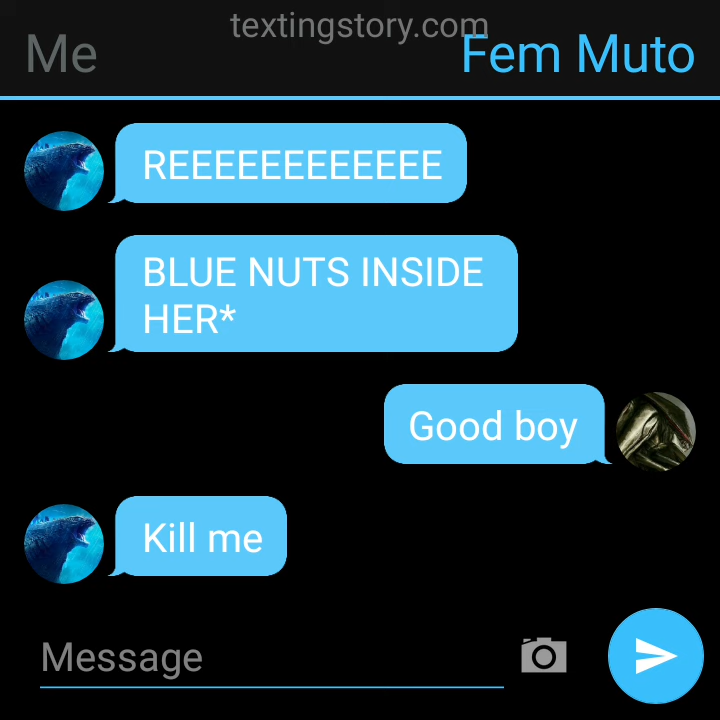 textingstory.com
Me
Fem Muto
REEEEEEEEEEEE
BLUE NUTS INSIDE
HER*
Good boy
Kill me
Message